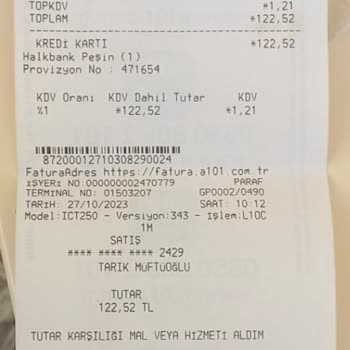 TOPKDV *1,21
TOPLAM *122,52
KREDİ KARTI *122,52
Halkbank Peşin (1)
Provizyon No : 471654
KDV Oranı KDV Dahil Tutar KDV
%1 *122,52 *1,21
87200012710308290024
FaturaAdres https://fatura.a101.com.tr
İŞYERİ NO:000000002470779 PARAF
TERMİNAL NO: 01503207 GP0002/0490
TARİH: 27/10/2023 SAAT: 10:12
Model:ICT250 - Versiyon:343 - İşlem:L10C
1M
SATIŞ
**** **** **** 2429
TARIK MÜFTÜOĞLU
TUTAR
122,52 TL
TUTAR KARŞILIĞI MAL VEYA HİZMETİ ALDIM